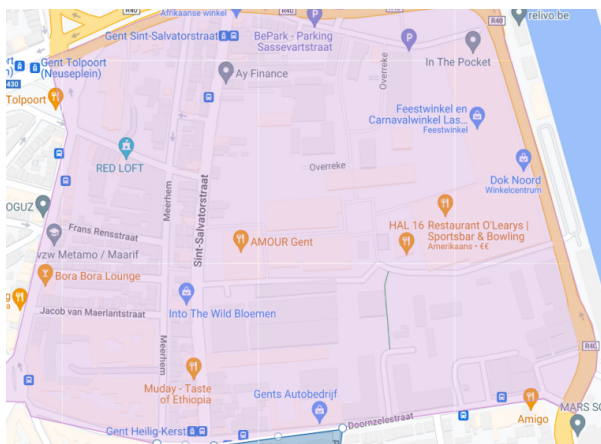 Afrikaanse winkel
R40
relivo.be
Gent Sint-Salvatorstraat
BePark - Parking
Sassevartstraat
P
P
In The Pocket
Gent Tolpoort
(Neuseplein)
430
Ay Finance
Overreke
Tolpoort
Feestwinkel en
Carnavalwinkel Las...
Feestwinkel
RED LOFT
Overreke
Dok Noord
Winkelcentrum
Meerhem
Sint-Salvatorstraat
OGUZ
HAL 16
Restaurant O'Learys |
Sportsbar & Bowling
Amerikaans • €€
Frans Rensstraat
AMOUR Gent
vzw Metamo / Maarif
Bora Bora Lounge
Into The Wild Bloemen
Jacob van Maerlantstraat
Meerhem
R40
Muday - Taste
of Ethiopia
Gents Autobedrijf
Doornzelestraat
Amigo
MARS SC
Gent Heilig-Kerst